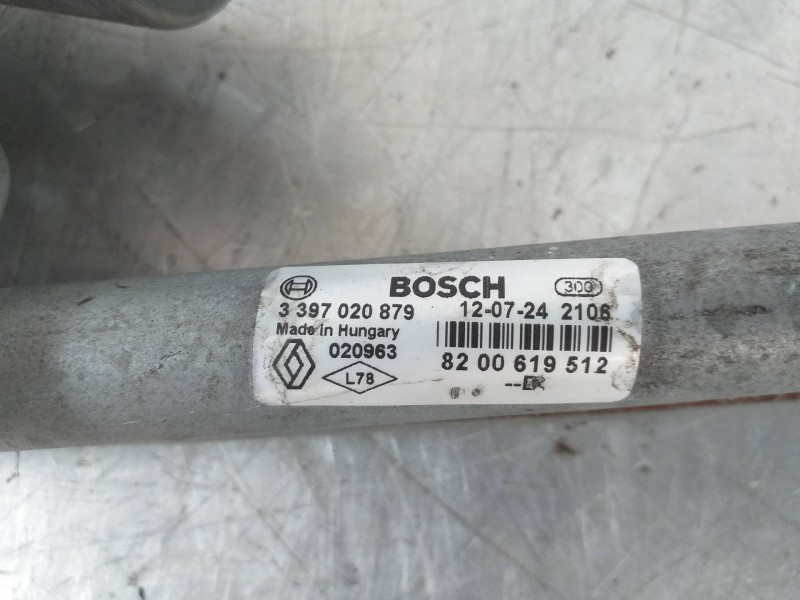 BOSCH 300
3 397 020 879 12-07-24 2106
Made in Hungary
020963 82 00 619 512
L78